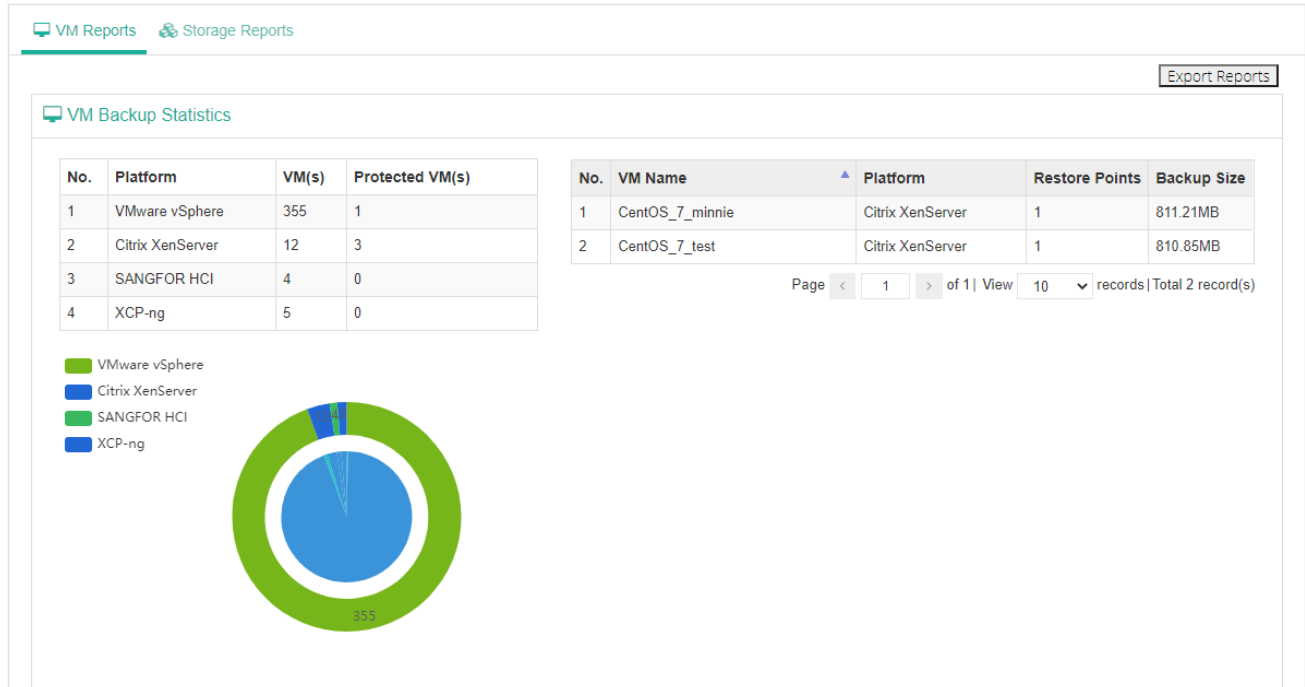 VM Reports Storage Reports
Export Reports
VM Backup Statistics
No. Platform VM(s) Protected VM(s)
1 VMware vSphere 355 1
2 Citrix XenServer 12 3
3 SANGFOR HCI 4 0
4 XCP-ng 5 0
No. VM Name Platform Restore Points Backup Size
1 CentOS_7_minnie Citrix XenServer 1 811.21MB
2 CentOS_7_test Citrix XenServer 1 810.85MB
Page < 1 > of 1 | View 10 records | Total 2 record(s)
VMware vSphere
Citrix XenServer
SANGFOR HCI
XCP-ng
355